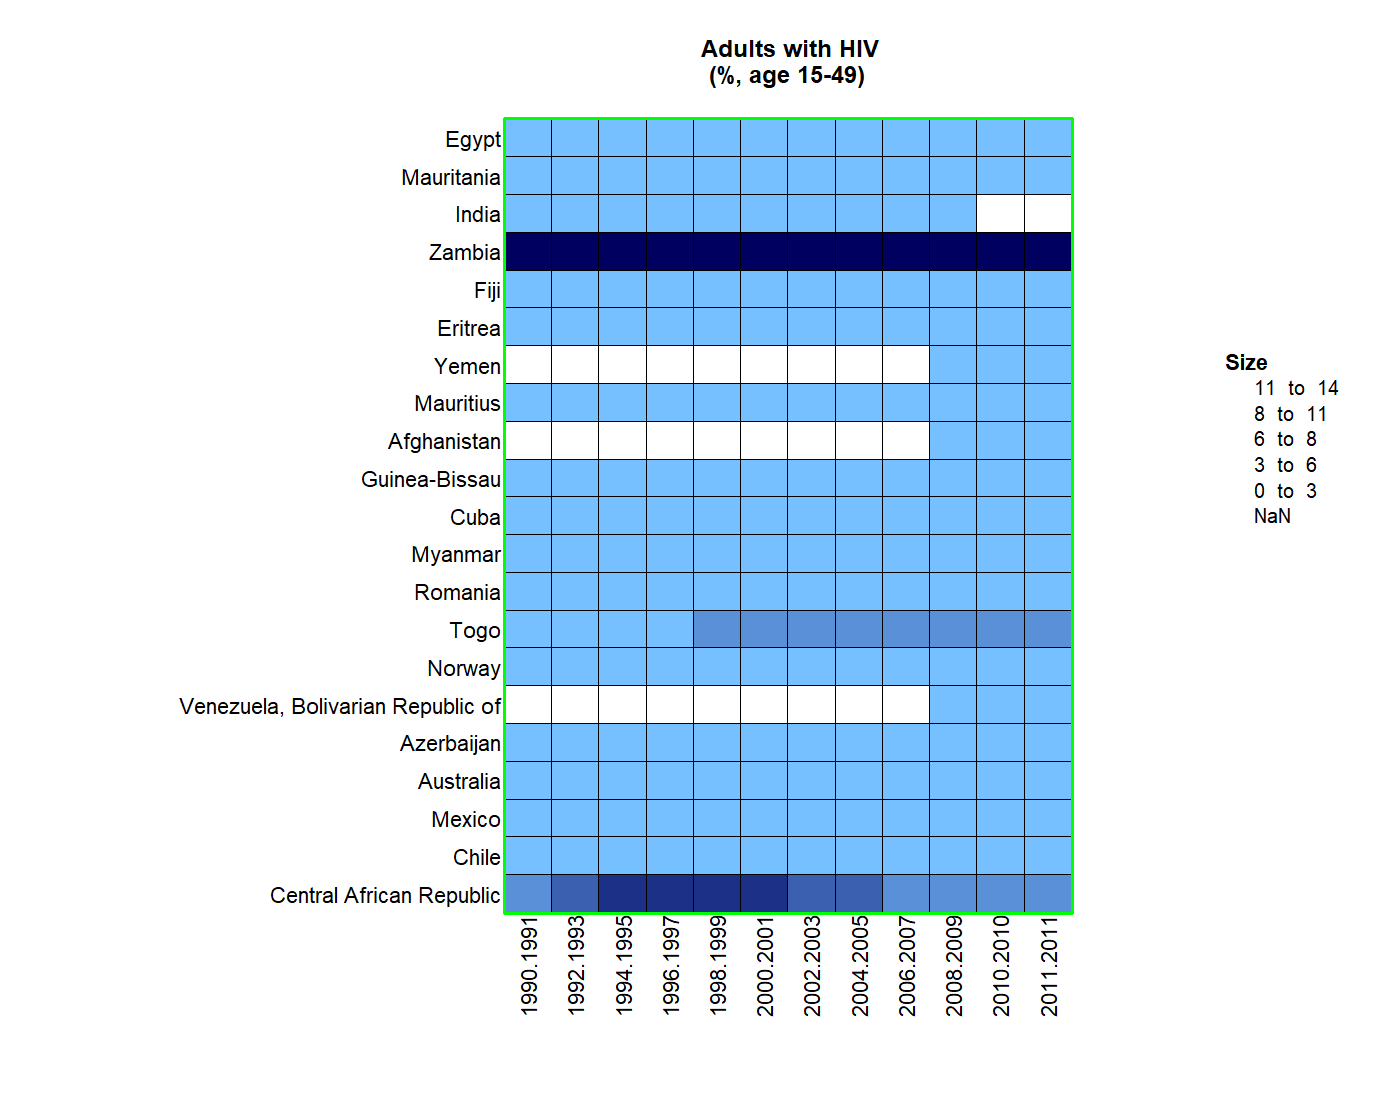 Adults with HIV
(%, age 15-49)
Egypt
Mauritania
India
Zambia
Fiji
Eritrea
Yemen
Mauritius
Afghanistan
Guinea-Bissau
Cuba
Myanmar
Romania
Togo
Norway
Venezuela, Bolivarian Republic of
Azerbaijan
Australia
Mexico
Chile
Central African Republic
1990.1991
1992.1993
1994.1995
1996.1997
1998.1999
2000.2001
2002.2003
2004.2005
2006.2007
2008.2009
2010.2010
2011.2011
Size
11 to 14
8 to 11
6 to 8
3 to 6
0 to 3
NaN